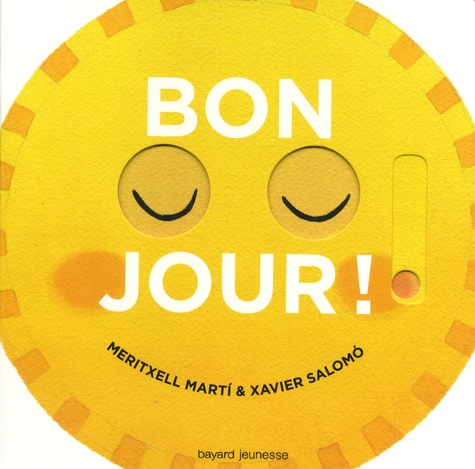 BON
JOUR !
MERITXELL MARTÍ & XAVIER SALOMÓ
bayard jeunesse